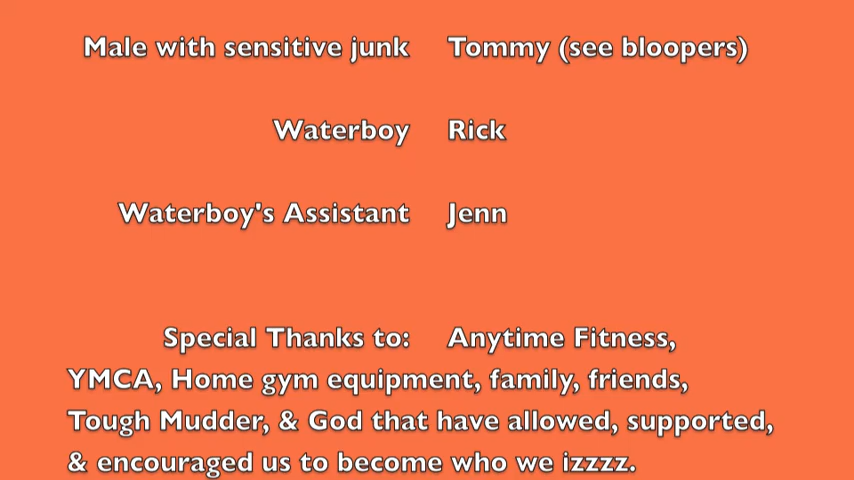 Male with sensitive junk Tommy (see bloopers)
Waterboy Rick
Waterboy's Assistant Jenn
Special Thanks to: Anytime Fitness,
YMCA, Home gym equipment, family, friends,
Tough Mudder, & God that have allowed, supported,
& encouraged us to become who we izzzz.